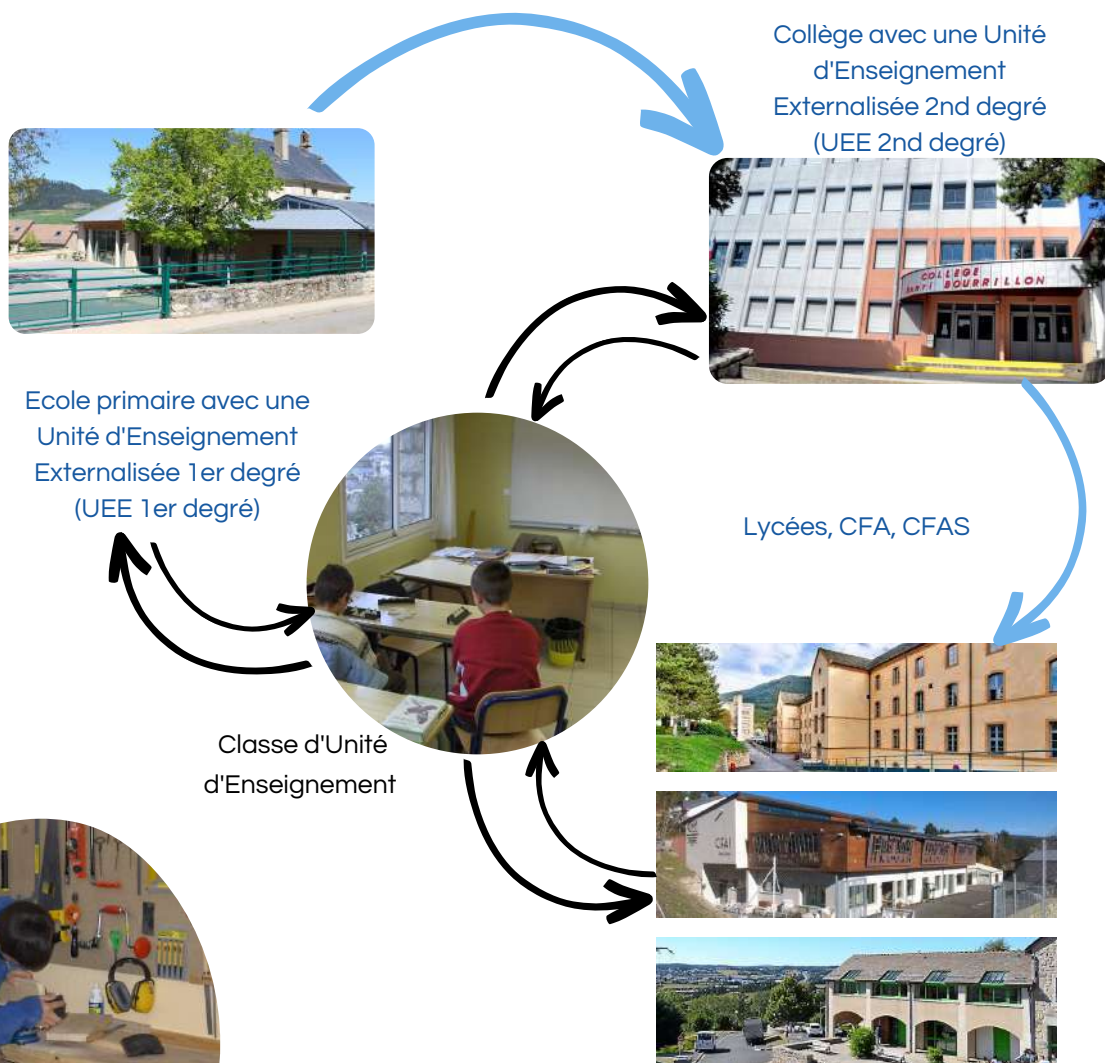 Collège avec une Unité
d'Enseignement
Externalisée 2nd degré
(UEE 2nd degré)
COLLEGE
HENRI BOURRILLON
Ecole primaire avec une
Unité d'Enseignement
Externalisée 1er degré
(UEE 1er degré)
Lycées, CFA, CFAS
Classe d'Unité
d'Enseignement
CFA